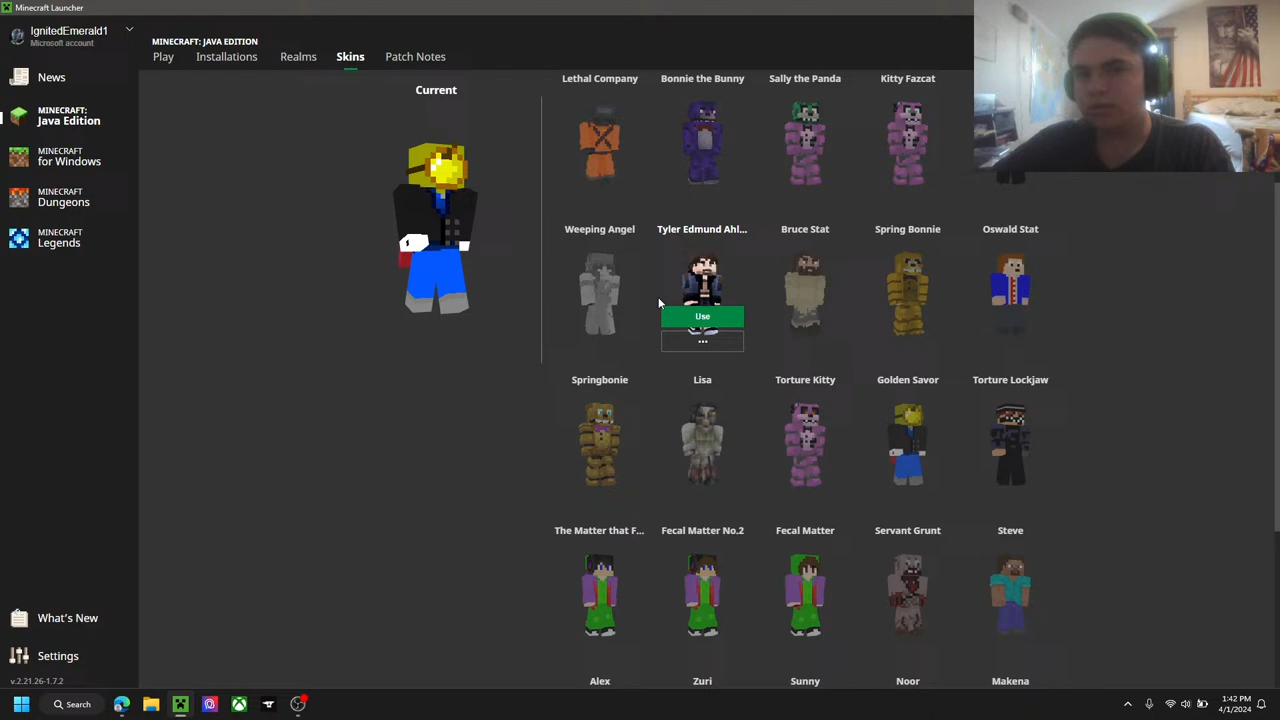 Minecraft Launcher
IgnitedEmerald1
Microsoft account
News
MINECRAFT:
Java Edition
MINECRAFT
for Windows
MINECRAFT
Dungeons
MINECRAFT
Legends
What's New
Settings
v.2.21.26-1.7.2
MINECRAFT: JAVA EDITION
Play
Installations
Realms
Skins
Patch Notes
Current
Lethal Company
Bonnie the Bunny
Sally the Panda
Kitty Fazcat
Weeping Angel
Tyler Edmund Ahl...
Bruce Stat
Spring Bonnie
Oswald Stat
Use
...
Springbonie
Lisa
Torture Kitty
Golden Savor
Torture Lockjaw
The Matter that F...
Fecal Matter No.2
Fecal Matter
Servant Grunt
Steve
Alex
Zuri
Sunny
Noor
Makena
Search
1:42 PM
4/1/2024